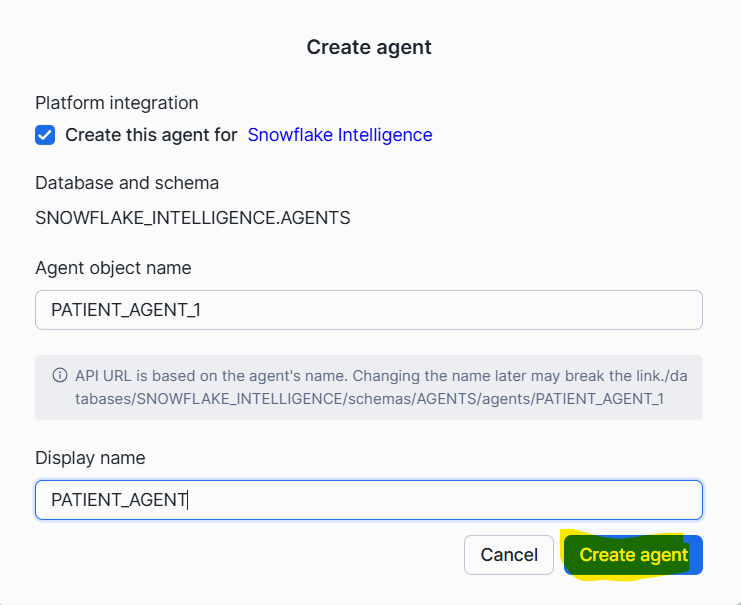 Create agent
Platform integration
Create this agent for Snowflake Intelligence
Database and schema
SNOWFLAKE_INTELLIGENCE.AGENTS
Agent object name
PATIENT_AGENT_1
API URL is based on the agent's name. Changing the name later may break the link./da
tabases/SNOWFLAKE_INTELLIGENCE/schemas/AGENTS/agents/PATIENT_AGENT_1
Display name
PATIENT_AGENT
Cancel Create agent